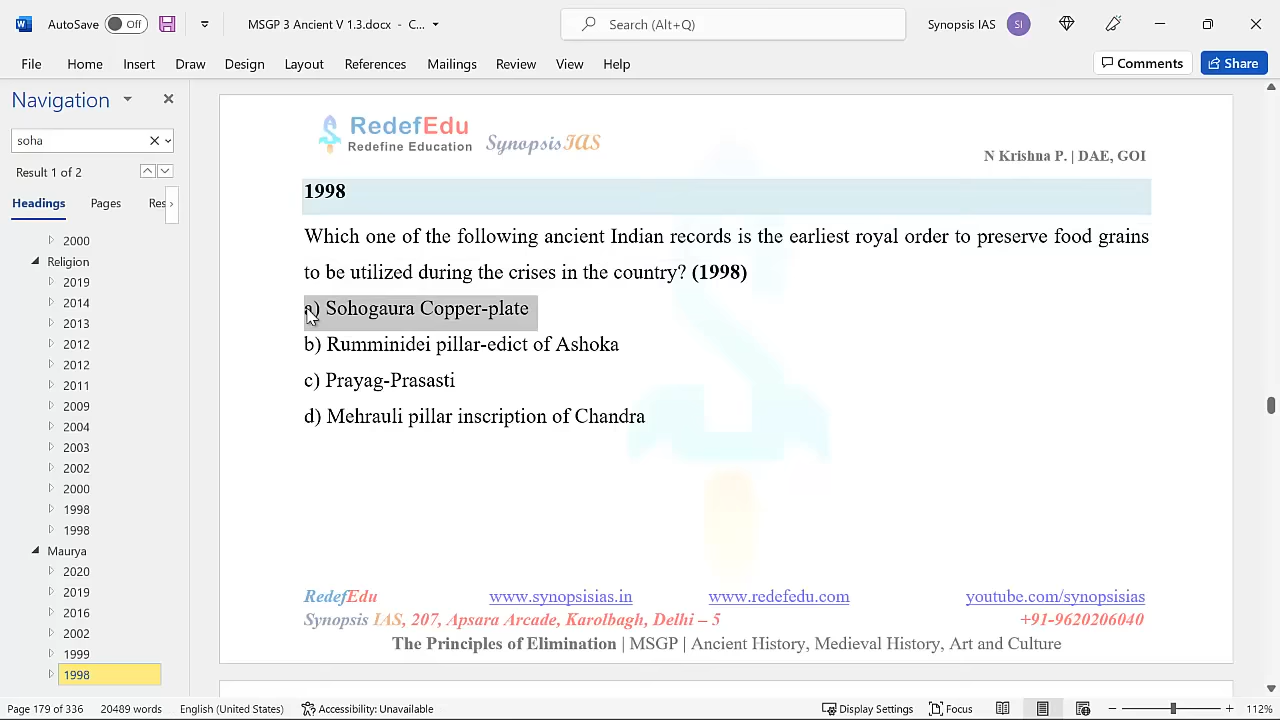 AutoSave Off MSGP 3 Ancient V 1.3.docx - C... Search (Alt+Q) Synopsis IAS SI
File Home Insert Draw Design Layout References Mailings Review View Help Comments Share
Navigation
soha
Result 1 of 2
Headings Pages Res
2000
Religion
2019
2014
2013
2012
2012
2011
2009
2004
2003
2002
2000
1998
1998
Maurya
2020
2019
2016
2002
1999
1998
RedefEdu
Redefine Education
Synopsis IAS
N Krishna P. | DAE, GOI
1998
Which one of the following ancient Indian records is the earliest royal order to preserve food grains
to be utilized during the crises in the country? (1998)
a) Sohogaura Copper-plate
b) Rumminidei pillar-edict of Ashoka
c) Prayag-Prasasti
d) Mehrauli pillar inscription of Chandra
RedefEdu www.synopsisias.in www.redefedu.com youtube.com/synopsisias
Synopsis IAS, 207, Apsara Arcade, Karolbagh, Delhi – 5 +91-9620206040
The Principles of Elimination | MSGP | Ancient History, Medieval History, Art and Culture
Page 179 of 336 20489 words English (United States) Accessibility: Unavailable Display Settings Focus 112%